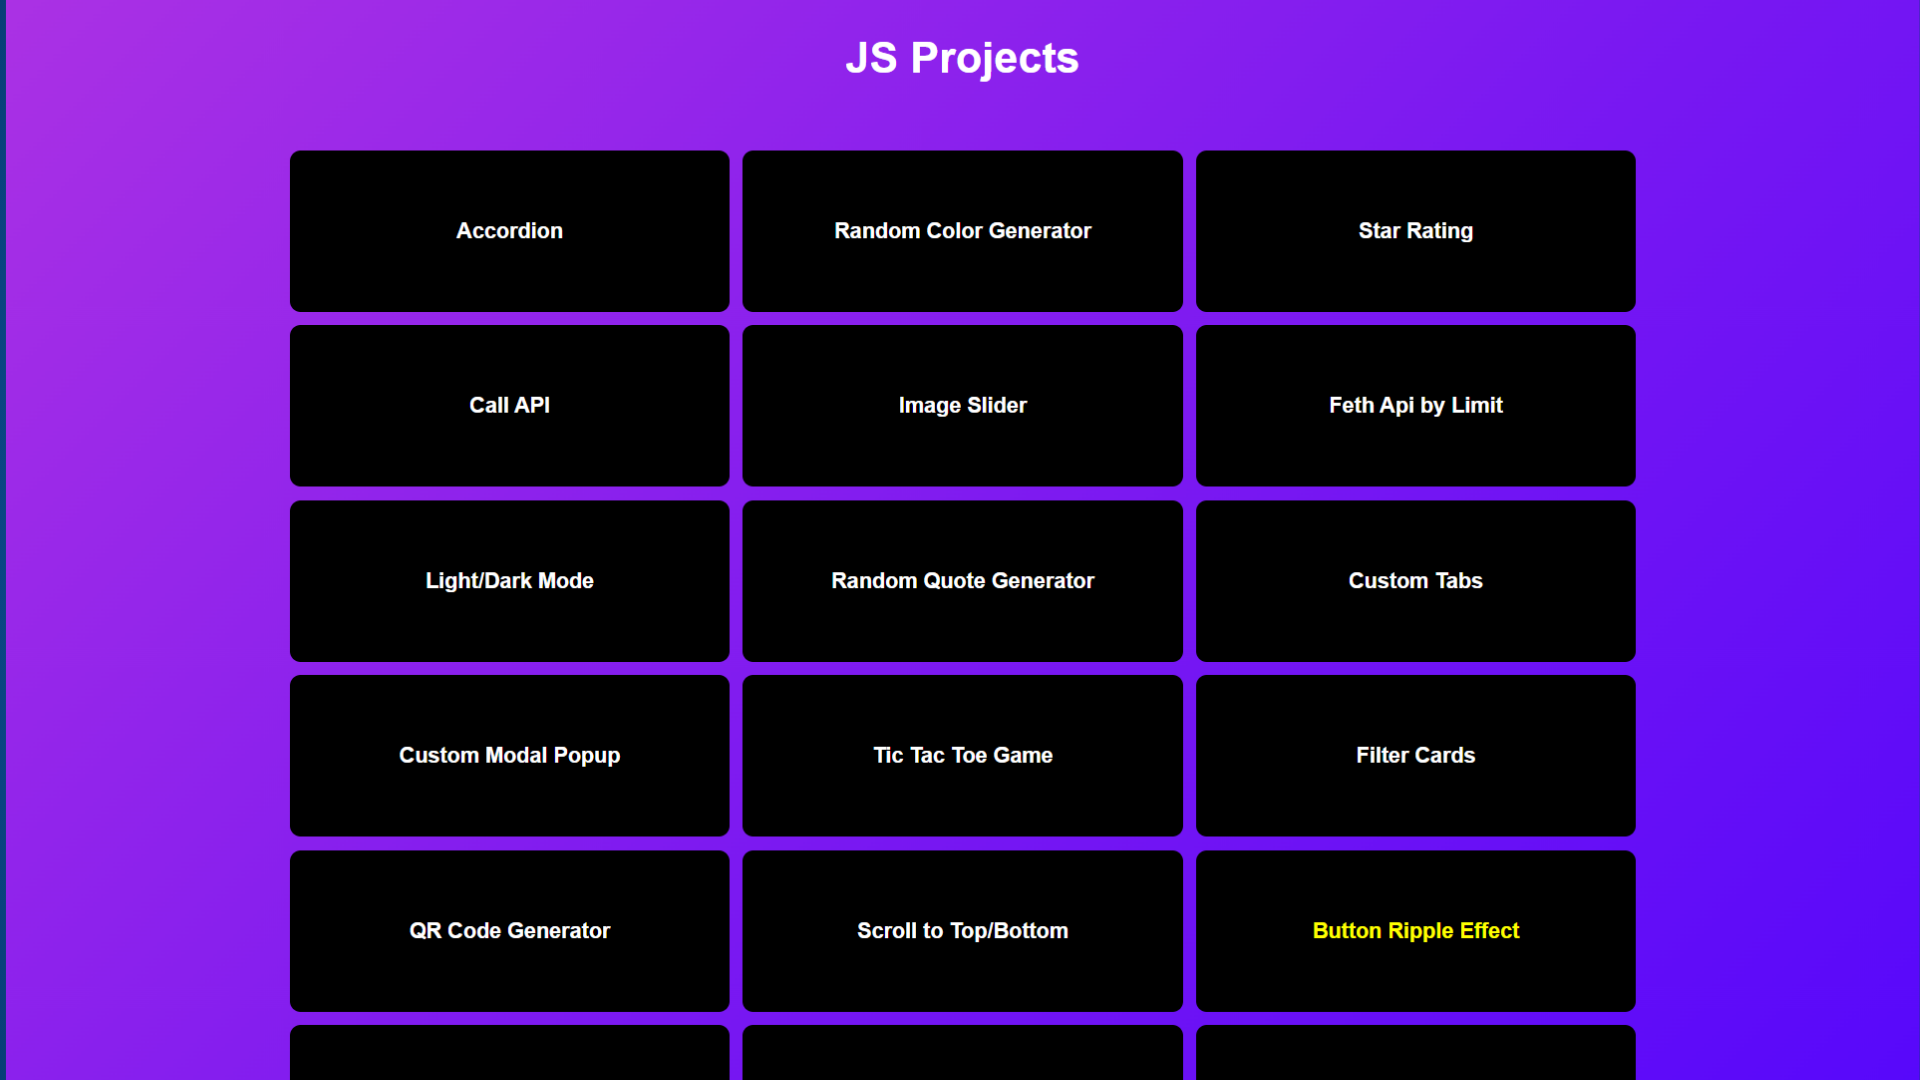 JS Projects
Accordion
Random Color Generator
Star Rating
Call API
Image Slider
Feth Api by Limit
Light/Dark Mode
Random Quote Generator
Custom Tabs
Custom Modal Popup
Tic Tac Toe Game
Filter Cards
QR Code Generator
Scroll to Top/Bottom
Button Ripple Effect